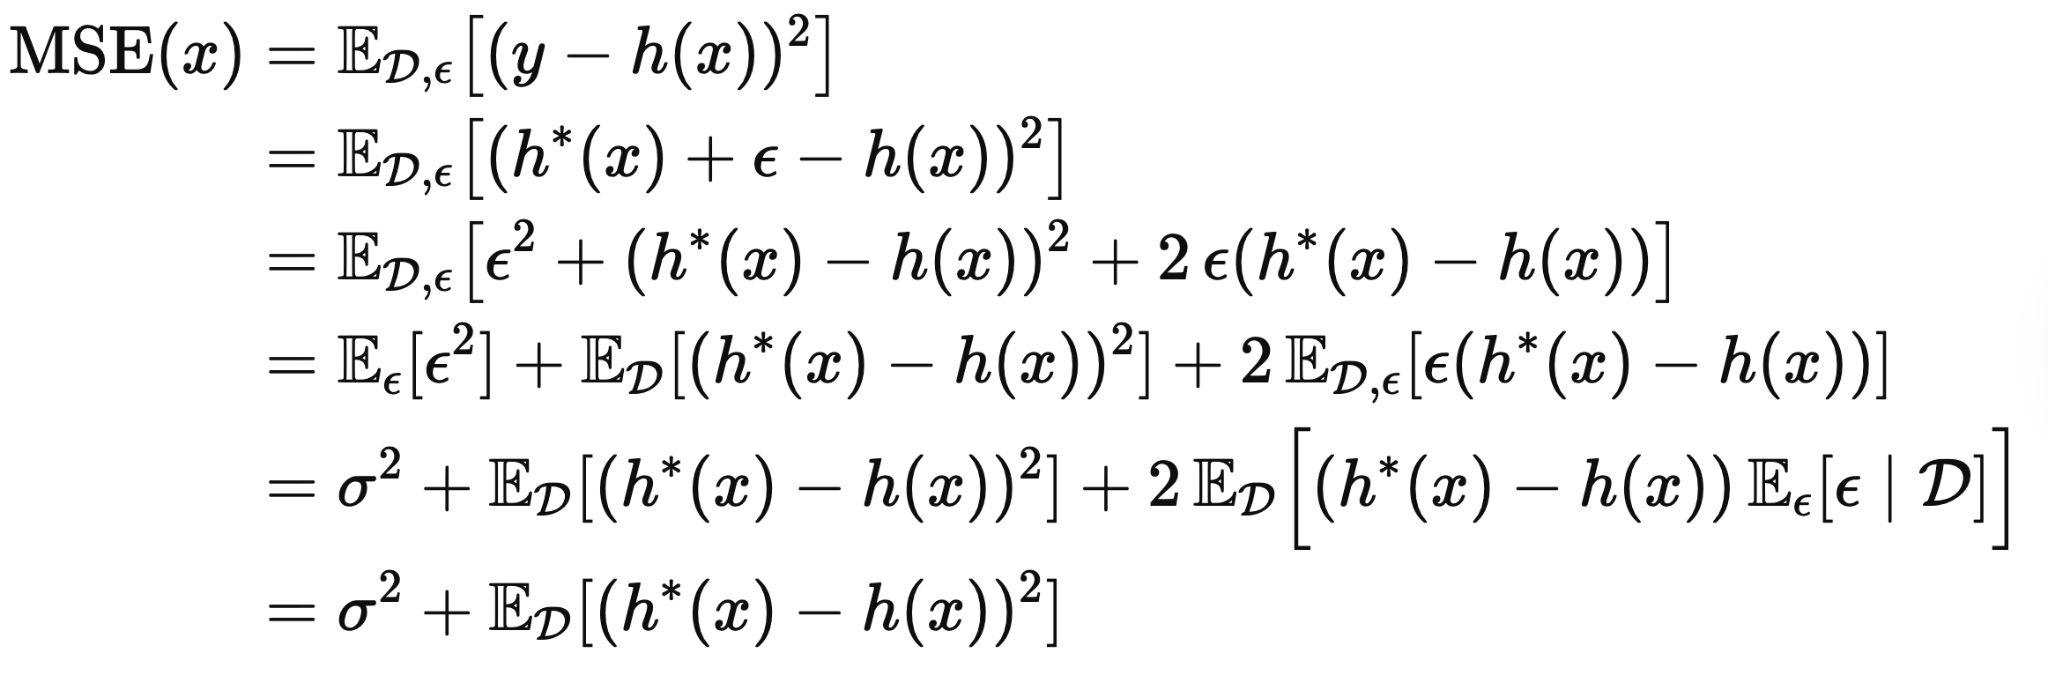 MSE(x) = 𝔼_{𝒟,ϵ}[(y − h(x))²]
= 𝔼_{𝒟,ϵ}[(h*(x) + ϵ − h(x))²]
= 𝔼_{𝒟,ϵ}[ϵ² + (h*(x) − h(x))² + 2 ϵ(h*(x) − h(x))]
= 𝔼_ϵ[ϵ²] + 𝔼_𝒟[(h*(x) − h(x))²] + 2 𝔼_{𝒟,ϵ}[ϵ(h*(x) − h(x))]
= σ² + 𝔼_𝒟[(h*(x) − h(x))²] + 2 𝔼_𝒟[(h*(x) − h(x)) 𝔼_ϵ[ϵ | 𝒟]]
= σ² + 𝔼_𝒟[(h*(x) − h(x))²]